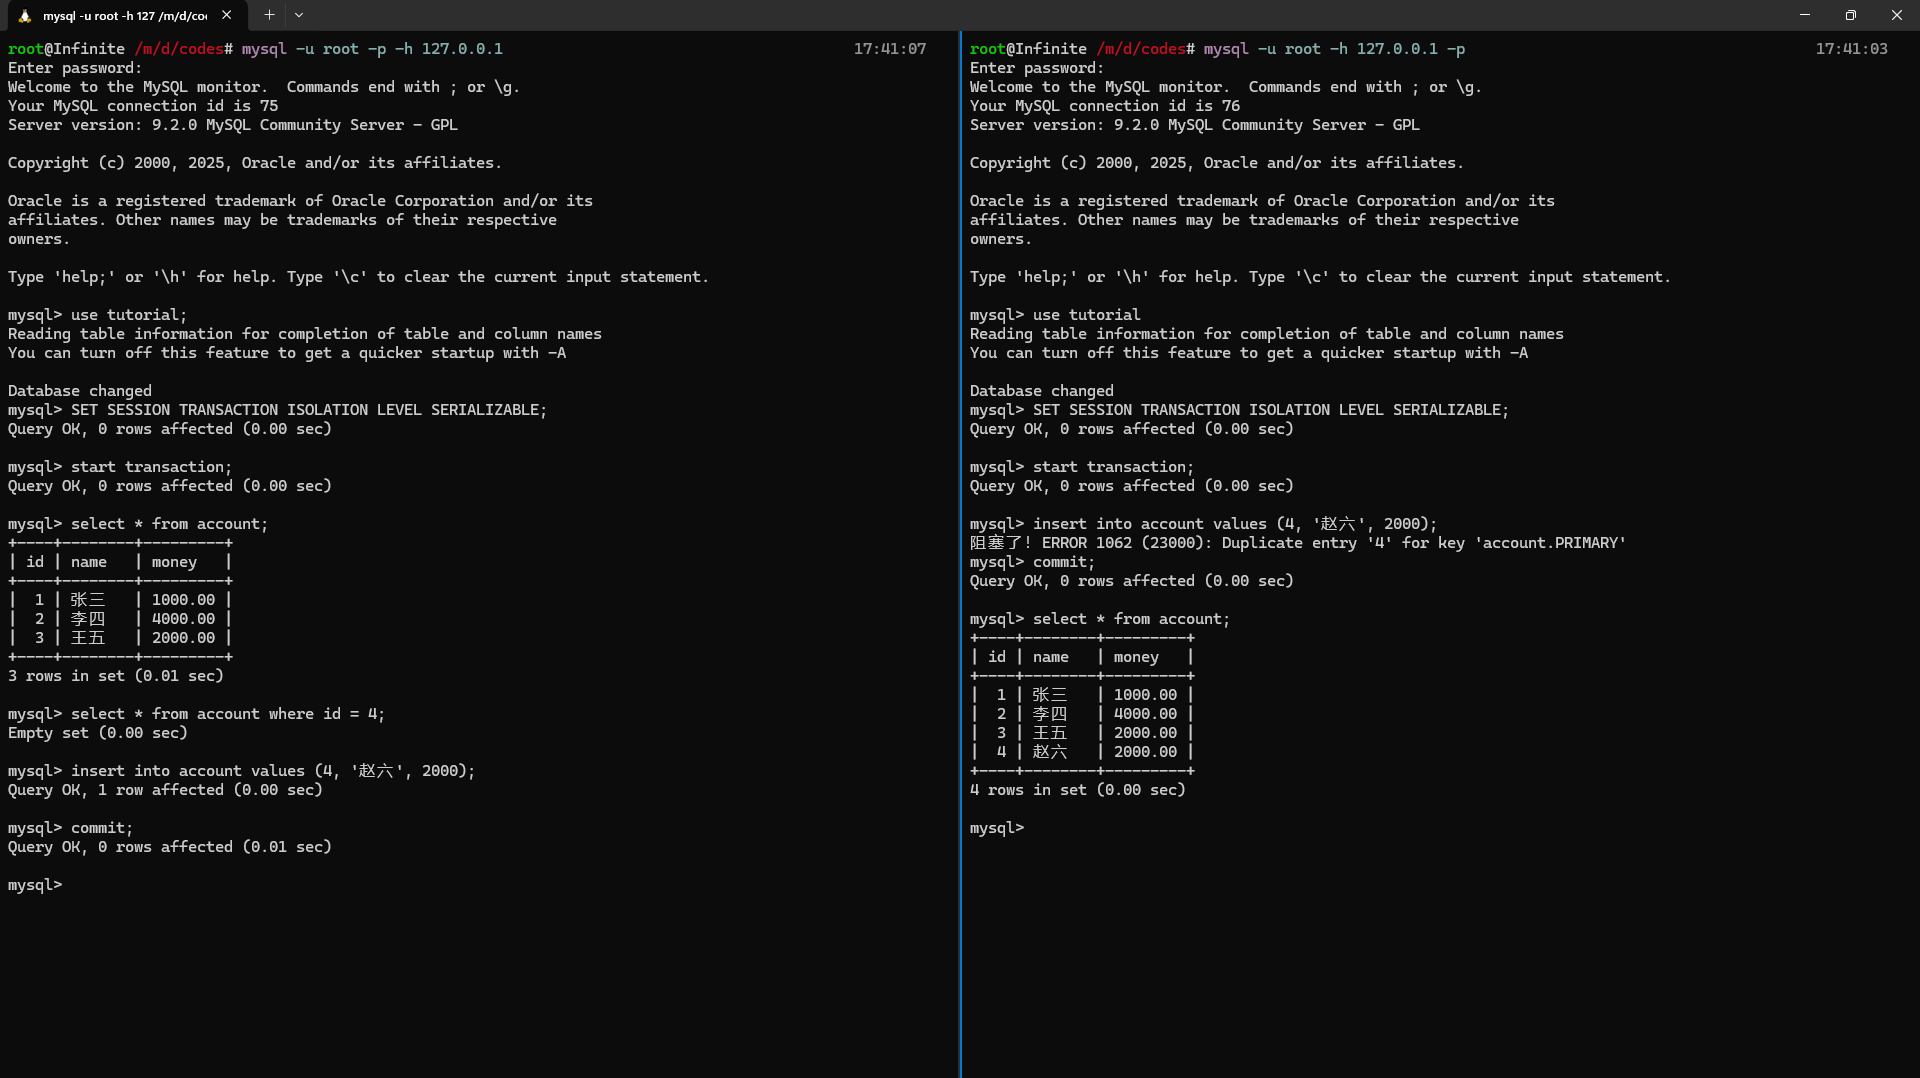 mysql -u root -h 127 /m/d/co
root@Infinite /m/d/codes# mysql -u root -p -h 127.0.0.1 17:41:07
Enter password:
Welcome to the MySQL monitor.  Commands end with ; or \g.
Your MySQL connection id is 75
Server version: 9.2.0 MySQL Community Server - GPL
Copyright (c) 2000, 2025, Oracle and/or its affiliates.
Oracle is a registered trademark of Oracle Corporation and/or its
affiliates. Other names may be trademarks of their respective
owners.
Type 'help;' or '\h' for help. Type '\c' to clear the current input statement.
mysql> use tutorial;
Reading table information for completion of table and column names
You can turn off this feature to get a quicker startup with -A
Database changed
mysql> SET SESSION TRANSACTION ISOLATION LEVEL SERIALIZABLE;
Query OK, 0 rows affected (0.00 sec)
mysql> start transaction;
Query OK, 0 rows affected (0.00 sec)
mysql> select * from account;
+----+--------+---------+
| id | name   | money   |
+----+--------+---------+
|  1 | 张三   | 1000.00 |
|  2 | 李四   | 4000.00 |
|  3 | 王五   | 2000.00 |
+----+--------+---------+
3 rows in set (0.01 sec)
mysql> select * from account where id = 4;
Empty set (0.00 sec)
mysql> insert into account values (4, '赵六', 2000);
Query OK, 1 row affected (0.00 sec)
mysql> commit;
Query OK, 0 rows affected (0.01 sec)
mysql>
root@Infinite /m/d/codes# mysql -u root -h 127.0.0.1 -p 17:41:03
Enter password:
Welcome to the MySQL monitor.  Commands end with ; or \g.
Your MySQL connection id is 76
Server version: 9.2.0 MySQL Community Server - GPL
Copyright (c) 2000, 2025, Oracle and/or its affiliates.
Oracle is a registered trademark of Oracle Corporation and/or its
affiliates. Other names may be trademarks of their respective
owners.
Type 'help;' or '\h' for help. Type '\c' to clear the current input statement.
mysql> use tutorial
Reading table information for completion of table and column names
You can turn off this feature to get a quicker startup with -A
Database changed
mysql> SET SESSION TRANSACTION ISOLATION LEVEL SERIALIZABLE;
Query OK, 0 rows affected (0.00 sec)
mysql> start transaction;
Query OK, 0 rows affected (0.00 sec)
mysql> insert into account values (4, '赵六', 2000);
阻塞了！ERROR 1062 (23000): Duplicate entry '4' for key 'account.PRIMARY'
mysql> commit;
Query OK, 0 rows affected (0.00 sec)
mysql> select * from account;
+----+--------+---------+
| id | name   | money   |
+----+--------+---------+
|  1 | 张三   | 1000.00 |
|  2 | 李四   | 4000.00 |
|  3 | 王五   | 2000.00 |
|  4 | 赵六   | 2000.00 |
+----+--------+---------+
4 rows in set (0.00 sec)
mysql>